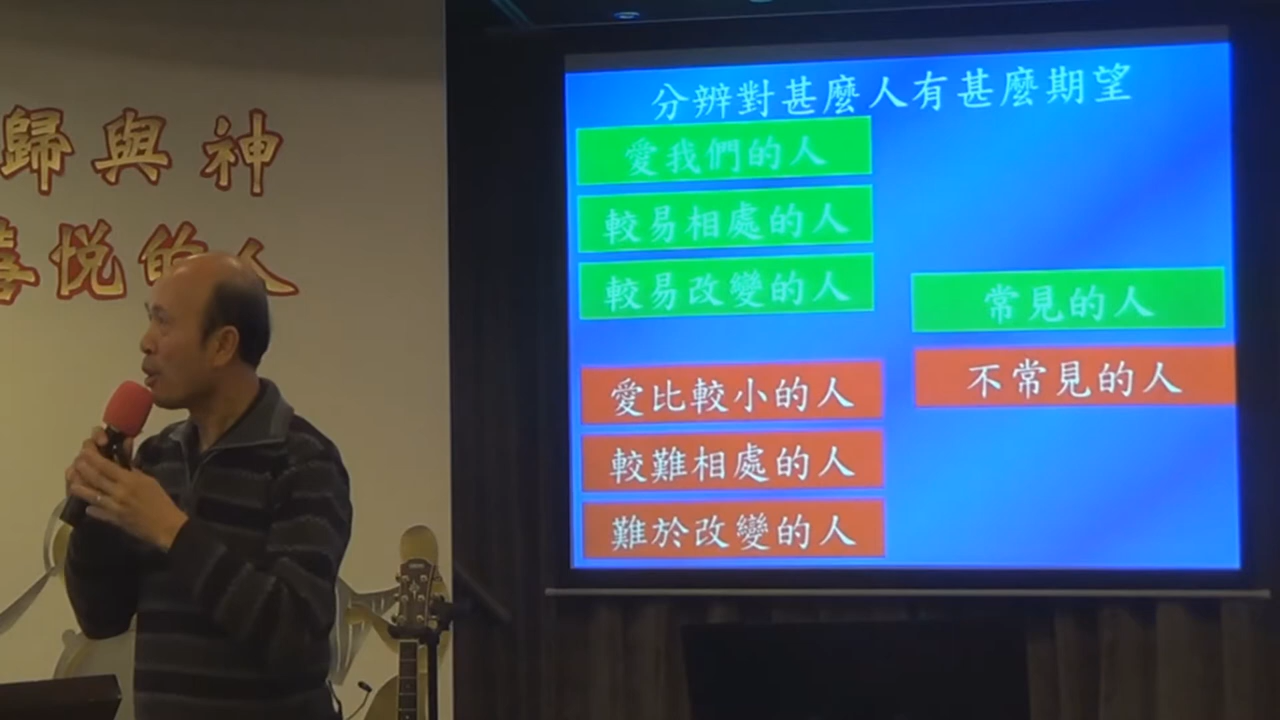 歸與神
喜悅的人
分辨對甚麼人有甚麼期望
愛我們的人
較易相處的人
較易改變的人
常見的人
不常見的人
愛比較小的人
較難相處的人
難於改變的人